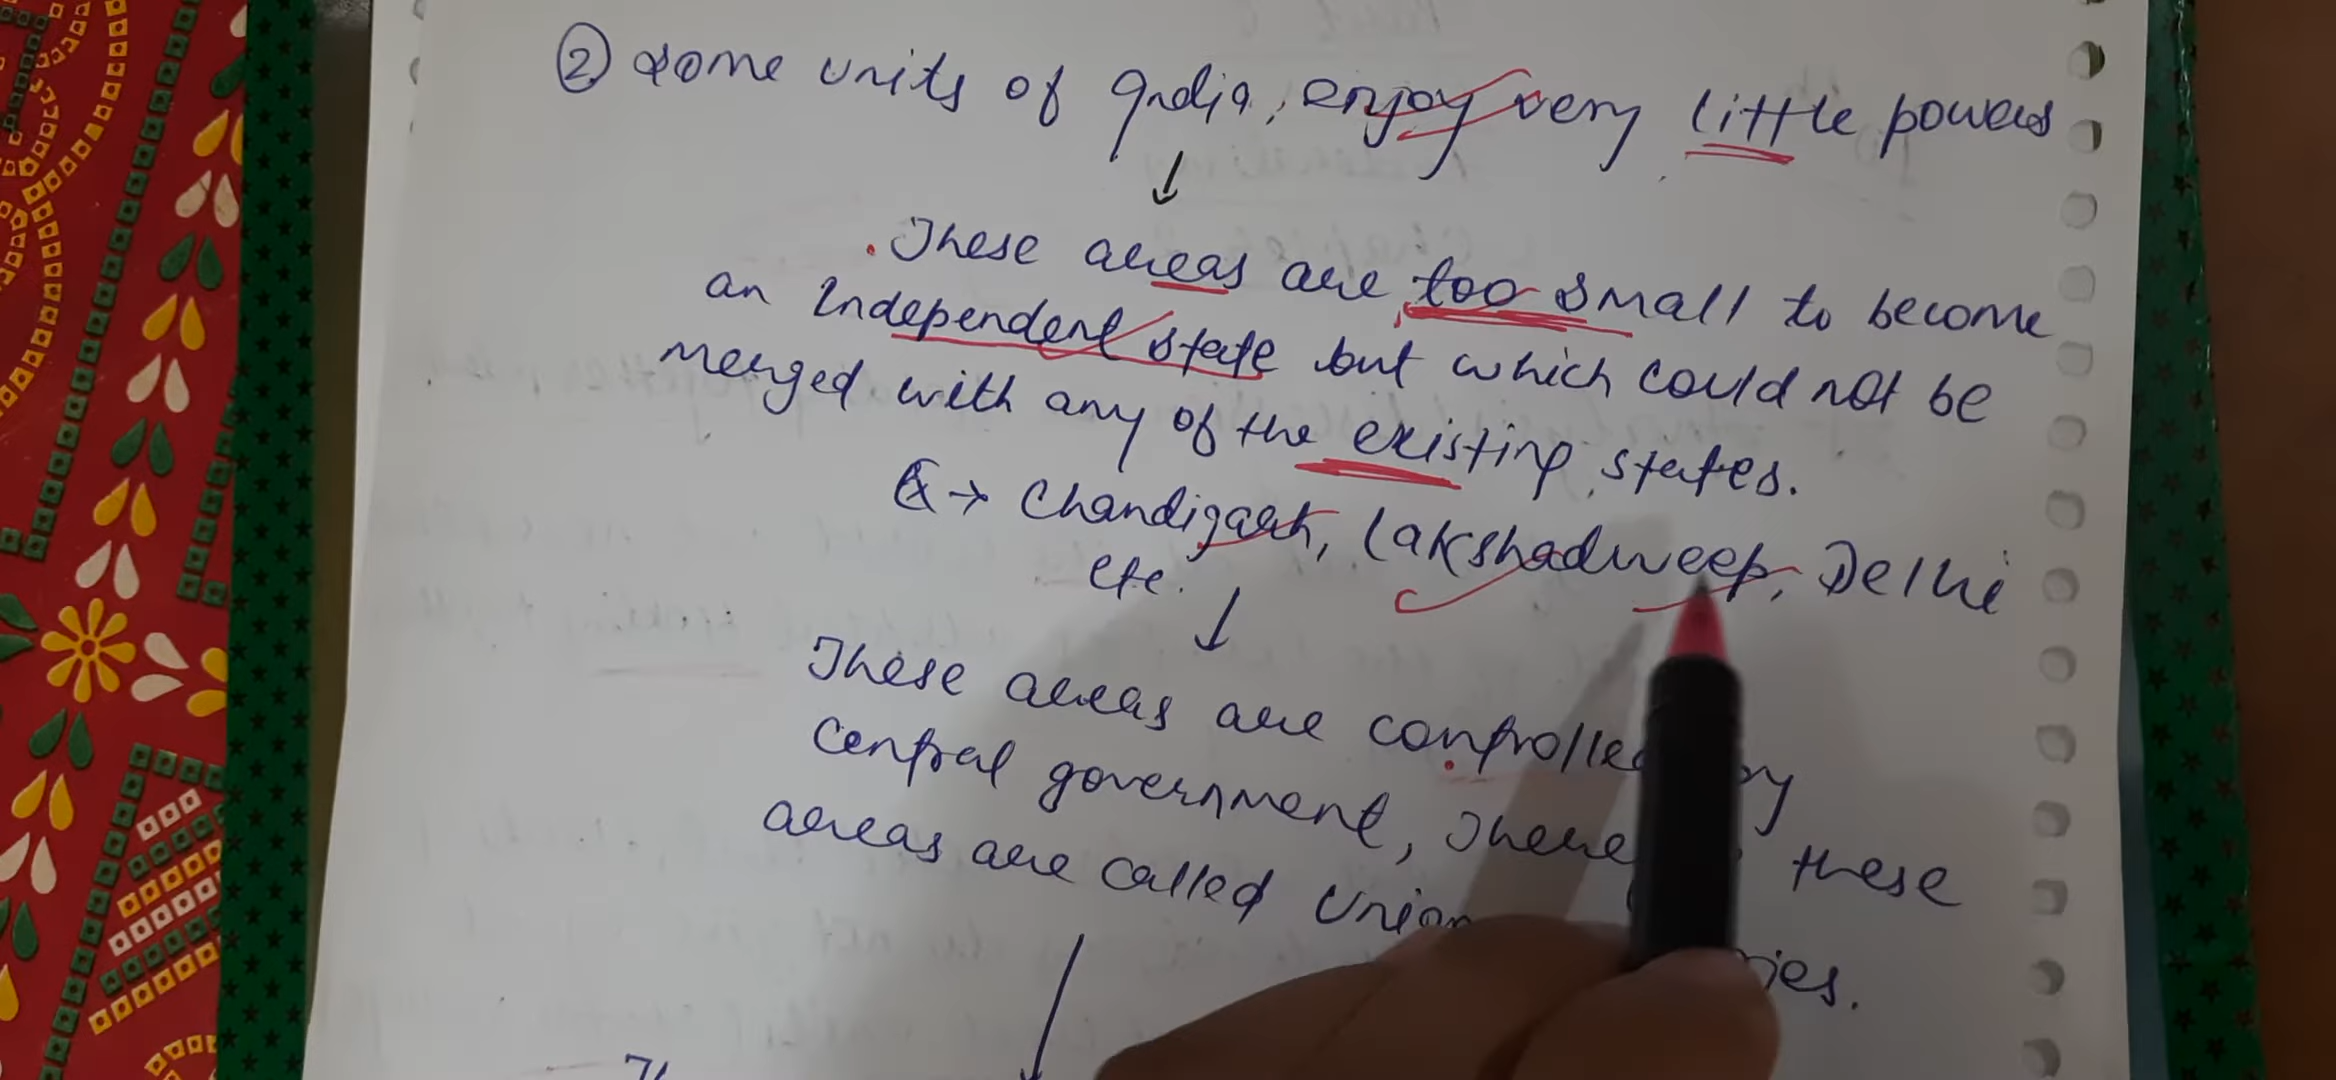 ② Some units of India, enjoy very little powers
↓
These areas are too small to become
an Independent state but which could not be
merged with any of the existing states.
Ex → Chandigarh, Lakshadweep, Delhi
etc.
↓
These areas are controlled by
central government, these
areas are called Union